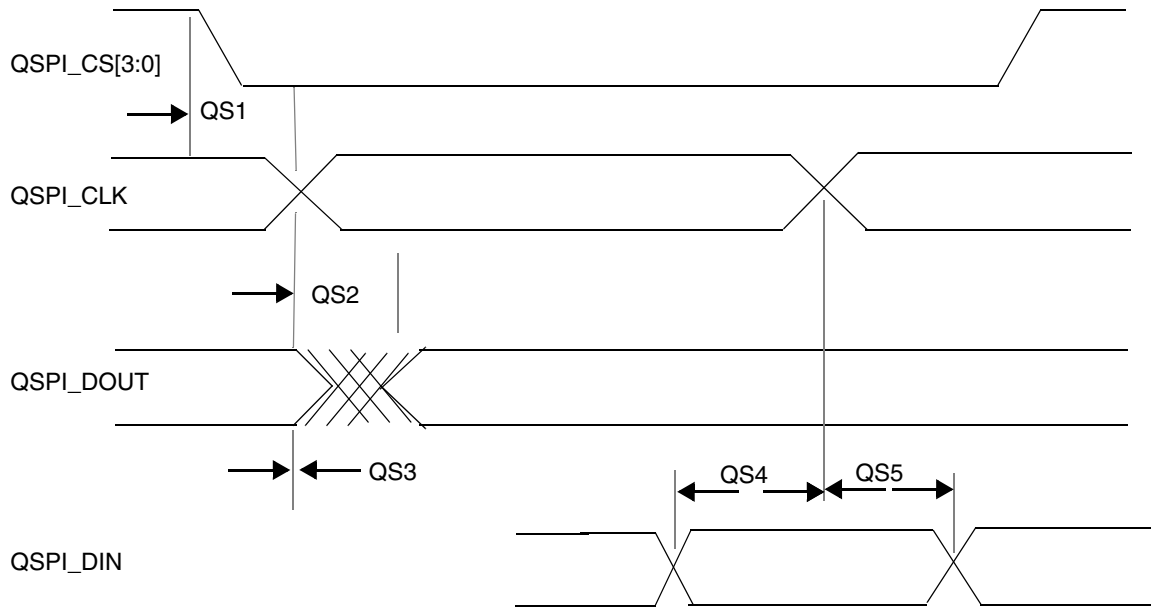 QSPI_CS[3:0]
QS1
QSPI_CLK
QS2
QSPI_DOUT
QS3
QS4
QS5
QSPI_DIN